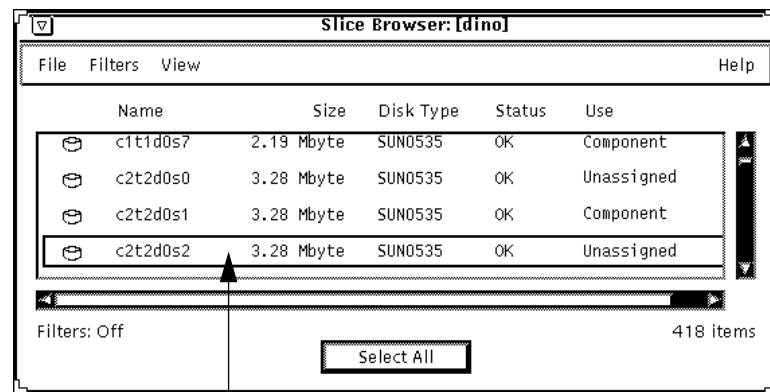 Slice Browser: [dino]
File Filters View Help
Name Size Disk Type Status Use
c1t1d0s7 2.19 Mbyte SUN0535 OK Component
c2t2d0s0 3.28 Mbyte SUN0535 OK Unassigned
c2t2d0s1 3.28 Mbyte SUN0535 OK Component
c2t2d0s2 3.28 Mbyte SUN0535 OK Unassigned
Filters: Off 418 items
Select All